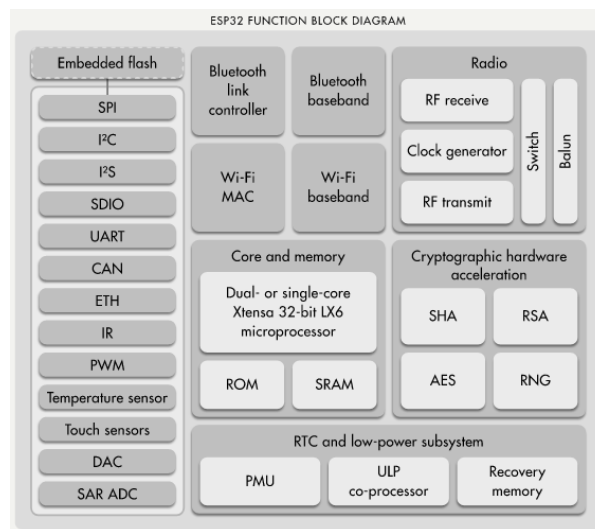 ESP32 FUNCTION BLOCK DIAGRAM
Embedded flash
SPI
I²C
I²S
SDIO
UART
CAN
ETH
IR
PWM
Temperature sensor
Touch sensors
DAC
SAR ADC
Bluetooth
link
controller
Bluetooth
baseband
Wi-Fi
MAC
Wi-Fi
baseband
Radio
RF receive
Clock generator
RF transmit
Switch
Balun
Core and memory
Dual- or single-core
Xtensa 32-bit LX6
microprocessor
ROM
SRAM
Cryptographic hardware
acceleration
SHA
RSA
AES
RNG
RTC and low-power subsystem
PMU
ULP
co-processor
Recovery
memory